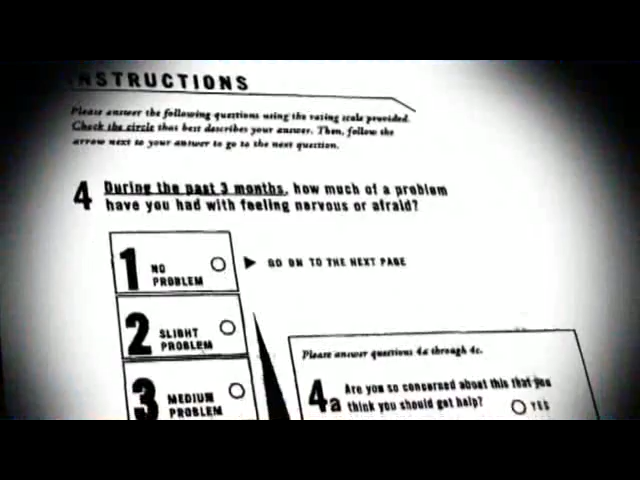 INSTRUCTIONS
Please answer the following questions using the rating scale provided.
Check the circle that best describes your answer. Then, follow the
arrow next to your answer to go to the next question.
4 During the past 3 months, how much of a problem
have you had with feeling nervous or afraid?
1 NO
PROBLEM
GO ON TO THE NEXT PAGE
2 SLIGHT
PROBLEM
3 MEDIUM
PROBLEM
Please answer questions 4a through 4c.
4a Are you so concerned about this that you
think you should get help?
YES